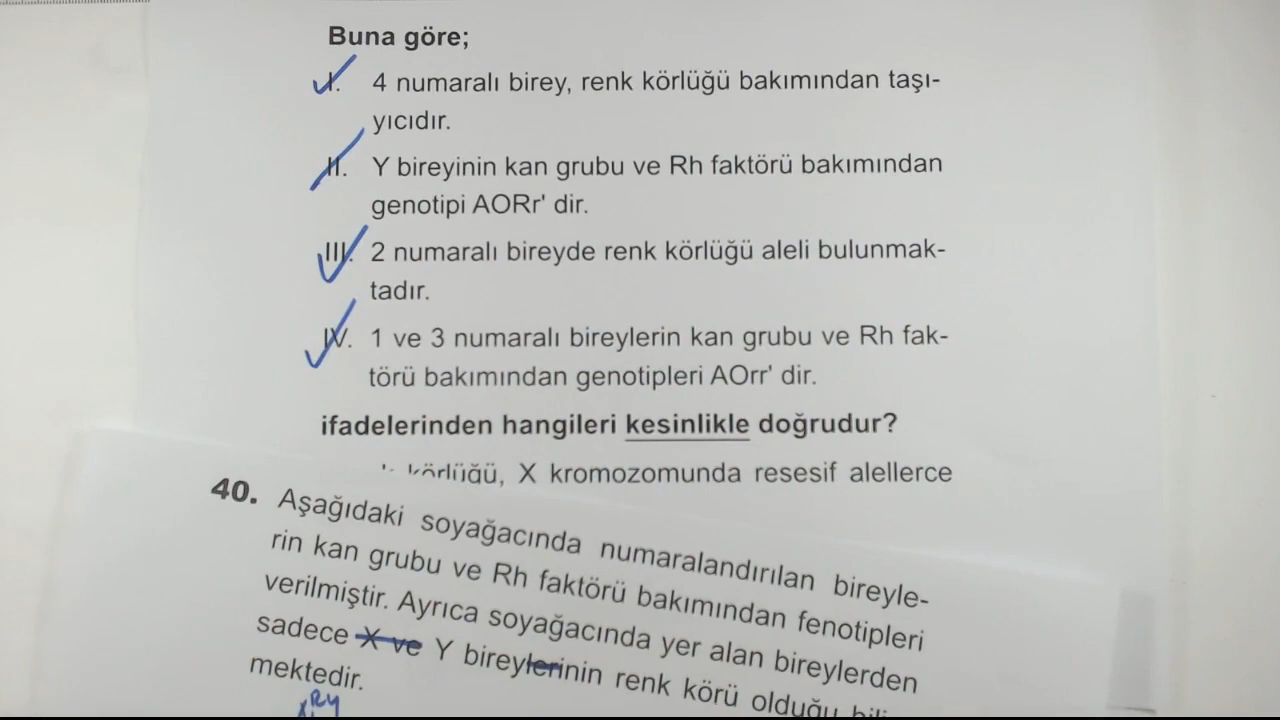 Buna göre;
I. 4 numaralı birey, renk körlüğü bakımından taşı-
yıcıdır.
II. Y bireyinin kan grubu ve Rh faktörü bakımından
genotipi AORr' dir.
III. 2 numaralı bireyde renk körlüğü aleli bulunmak-
tadır.
IV. 1 ve 3 numaralı bireylerin kan grubu ve Rh fak-
törü bakımından genotipleri AOrr' dir.
ifadelerinden hangileri kesinlikle doğrudur?
körlüğü, X kromozomunda resesif alellerce
40. Aşağıdaki soyağacında numaralandırılan bireyle-
rin kan grubu ve Rh faktörü bakımından fenotipleri
verilmiştir. Ayrıca soyağacında yer alan bireylerden
sadece X ve Y bireylerinin renk körü olduğu
mektedir.